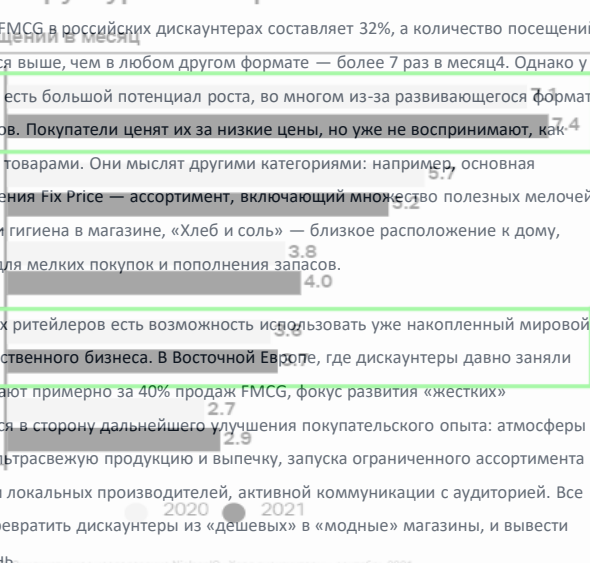 FMCG в российских дискаунтерах составляет 32%, а количество посещений
щений в месяц
ся выше, чем в любом другом формате — более 7 раз в месяц4. Однако у
есть большой потенциал роста, во многом из-за развивающегося формат
7.4
ов. Покупатели ценят их за низкие цены, но уже не воспринимают, как
товарами. Они мыслят другими категориями: например, основная
5.7
ения Fix Price — ассортимент, включающий множество полезных мелочей
5.2
и гигиена в магазине, «Хлеб и соль» — близкое расположение к дому,
3.8
для мелких покупок и пополнения запасов.
4.0
х ритейлеров есть возможность использовать уже накопленный мировой
ственного бизнеса. В Восточной Европе, где дискаунтеры давно заняли
ают примерно за 40% продаж FMCG, фокус развития «жестких»
2.7
ся в сторону дальнейшего улучшения покупательского опыта: атмосферы
2.9
льтрасвежую продукцию и выпечку, запуска ограниченного ассортимента
и локальных производителей, активной коммуникации с аудиторией. Все
2020 2021
ревратить дискаунтеры из «дешевых» в «модные» магазины, и вывести